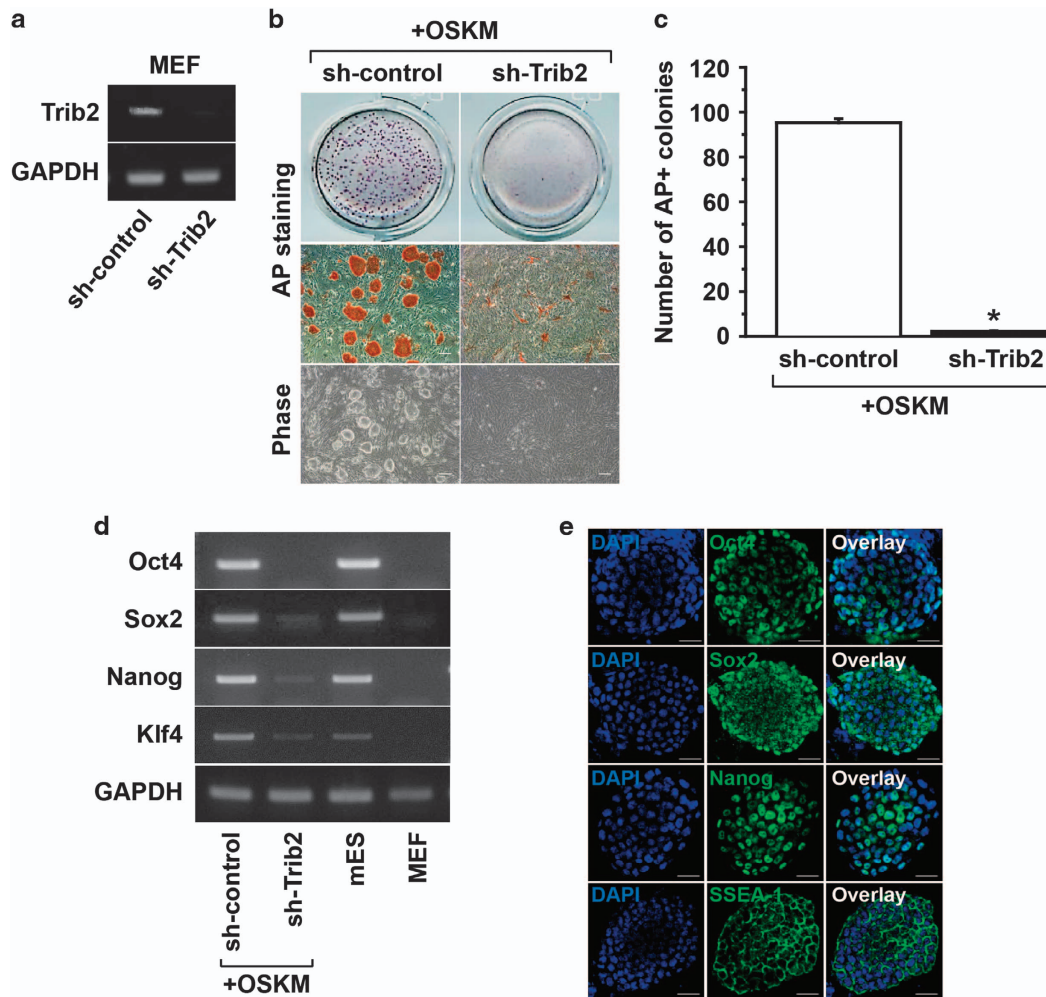 a
MEF
Trib2
GAPDH
sh-control
sh-Trib2
b
+OSKM
sh-control
sh-Trib2
AP staining
Phase
c
Number of AP+ colonies
120
100
80
60
40
20
0
*
sh-control
sh-Trib2
+OSKM
d
Oct4
Sox2
Nanog
Klf4
GAPDH
sh-control
sh-Trib2
mES
MEF
+OSKM
e
DAPI
Oct4
Overlay
DAPI
Sox2
Overlay
DAPI
Nanog
Overlay
DAPI
SSEA-1
Overlay